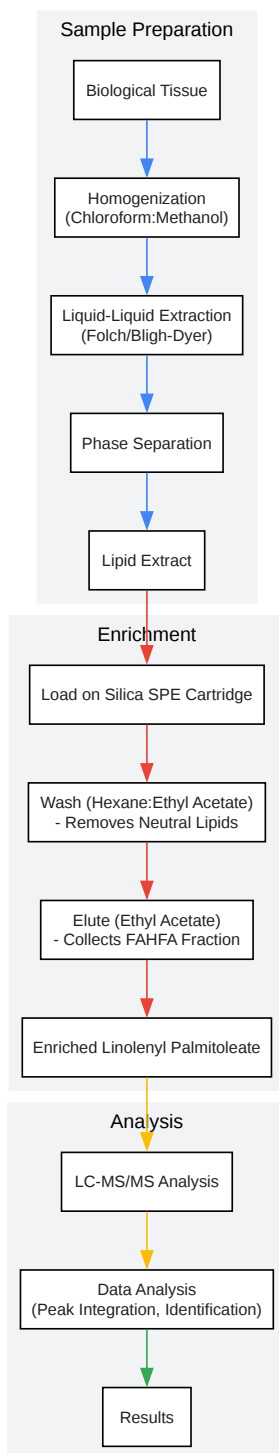 Sample Preparation
Biological Tissue
Homogenization
(Chloroform:Methanol)
Liquid-Liquid Extraction
(Folch/Bligh-Dyer)
Phase Separation
Lipid Extract
Enrichment
Load on Silica SPE Cartridge
Wash (Hexane:Ethyl Acetate)
- Removes Neutral Lipids
Elute (Ethyl Acetate)
- Collects FAHFA Fraction
Enriched Linolenyl Palmitoleate
Analysis
LC-MS/MS Analysis
Data Analysis
(Peak Integration, Identification)
Results